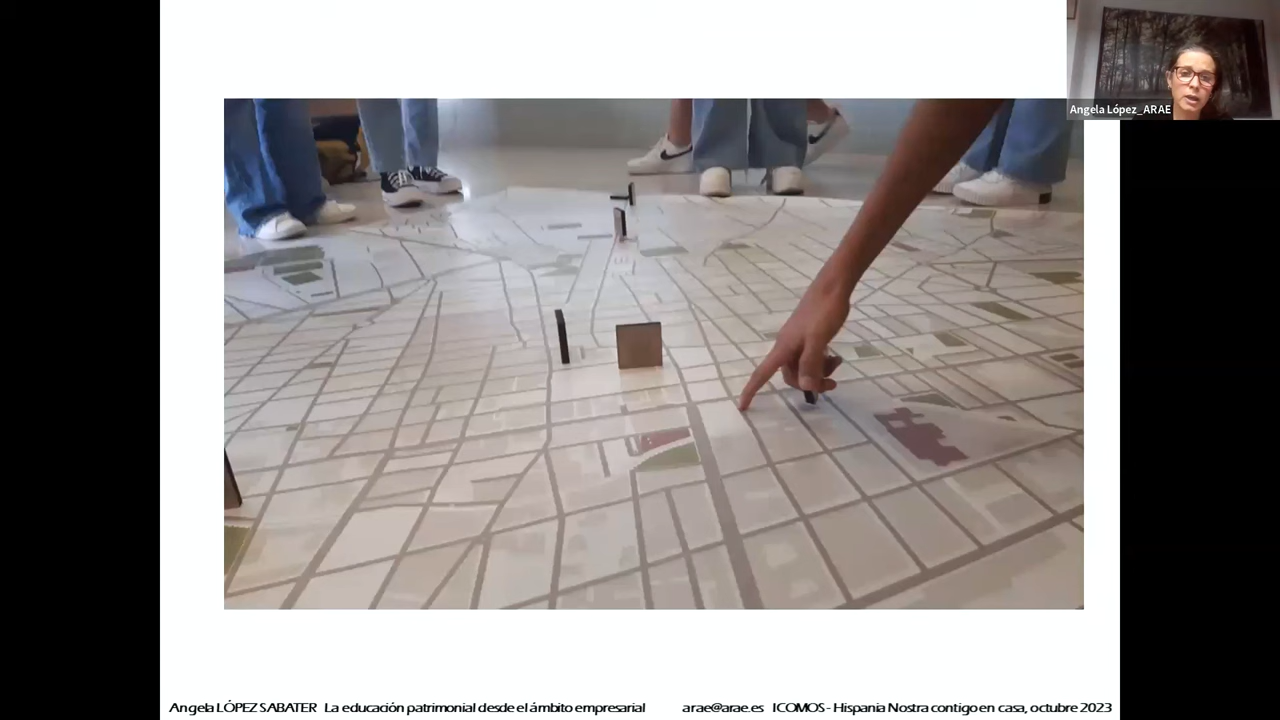 Angela López_ARAE
Angela LÓPEZ SABATER La educación patrimonial desde el ámbito empresarial arae@arae.es ICOMOS - Hispania Nostra contigo en casa, octubre 2023